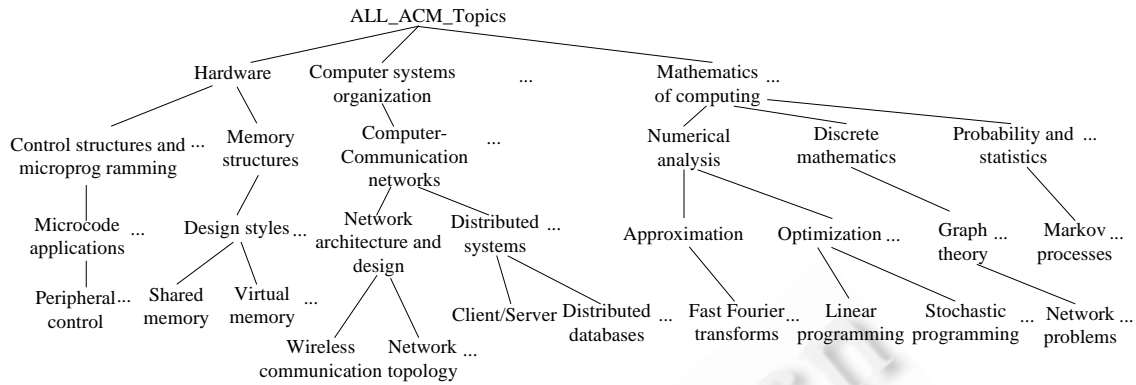 ALL_ACM_Topics
Hardware
Computer systems
organization
...
Mathematics ...
of computing
Control structures and ...
microprog ramming
Memory
structures
Computer-
Communication ...
networks
Numerical
analysis
Discrete
mathematics
Probability and ...
statistics
Microcode
applications ...
Design styles ...
Network
architecture and
design
Distributed ...
systems
Approximation
Optimization ...
Graph ...
theory
Markov ...
processes
Peripheral ...
control
Shared
memory
Virtual
memory ...
Client/Server
Distributed
databases ...
Fast Fourier ...
transforms
Linear
programming
Stochastic
programming ...
Network ...
problems
Wireless
communication
Network ...
topology